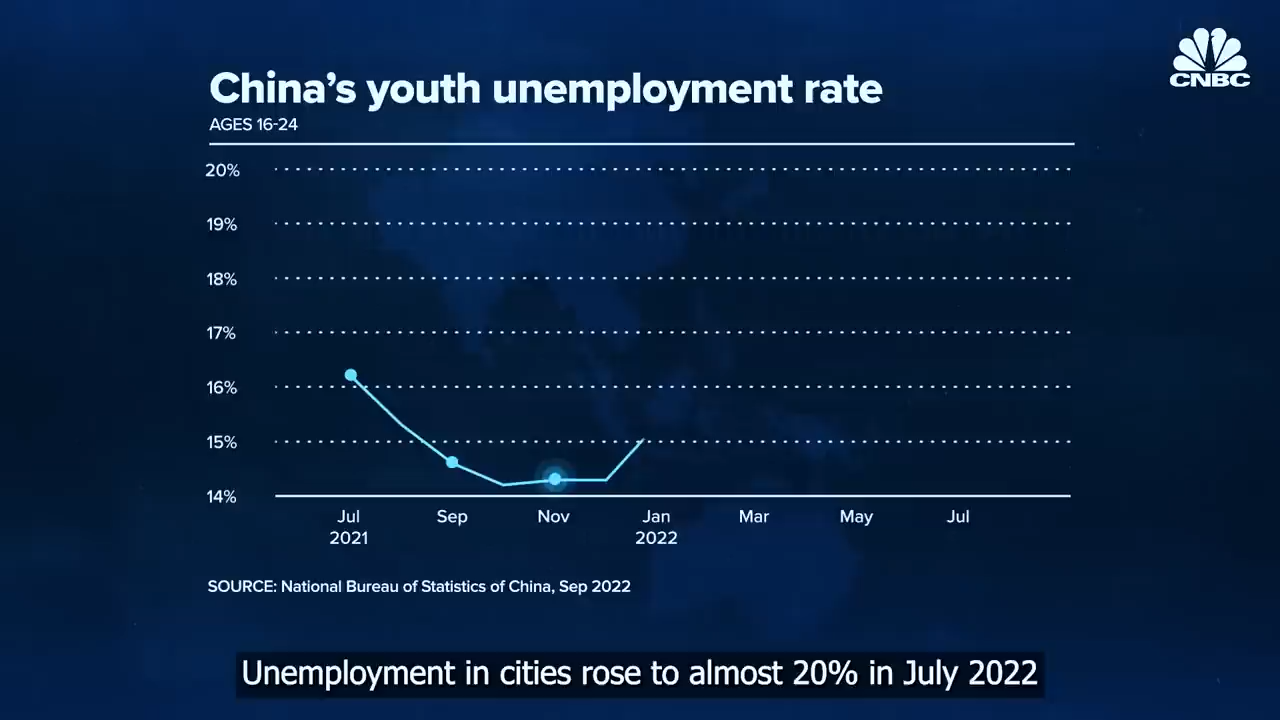 CNBC
China's youth unemployment rate
AGES 16-24
20%
19%
18%
17%
16%
15%
14%
Jul Sep Nov Jan Mar May Jul
2021 2022
SOURCE: National Bureau of Statistics of China, Sep 2022
Unemployment in cities rose to almost 20% in July 2022